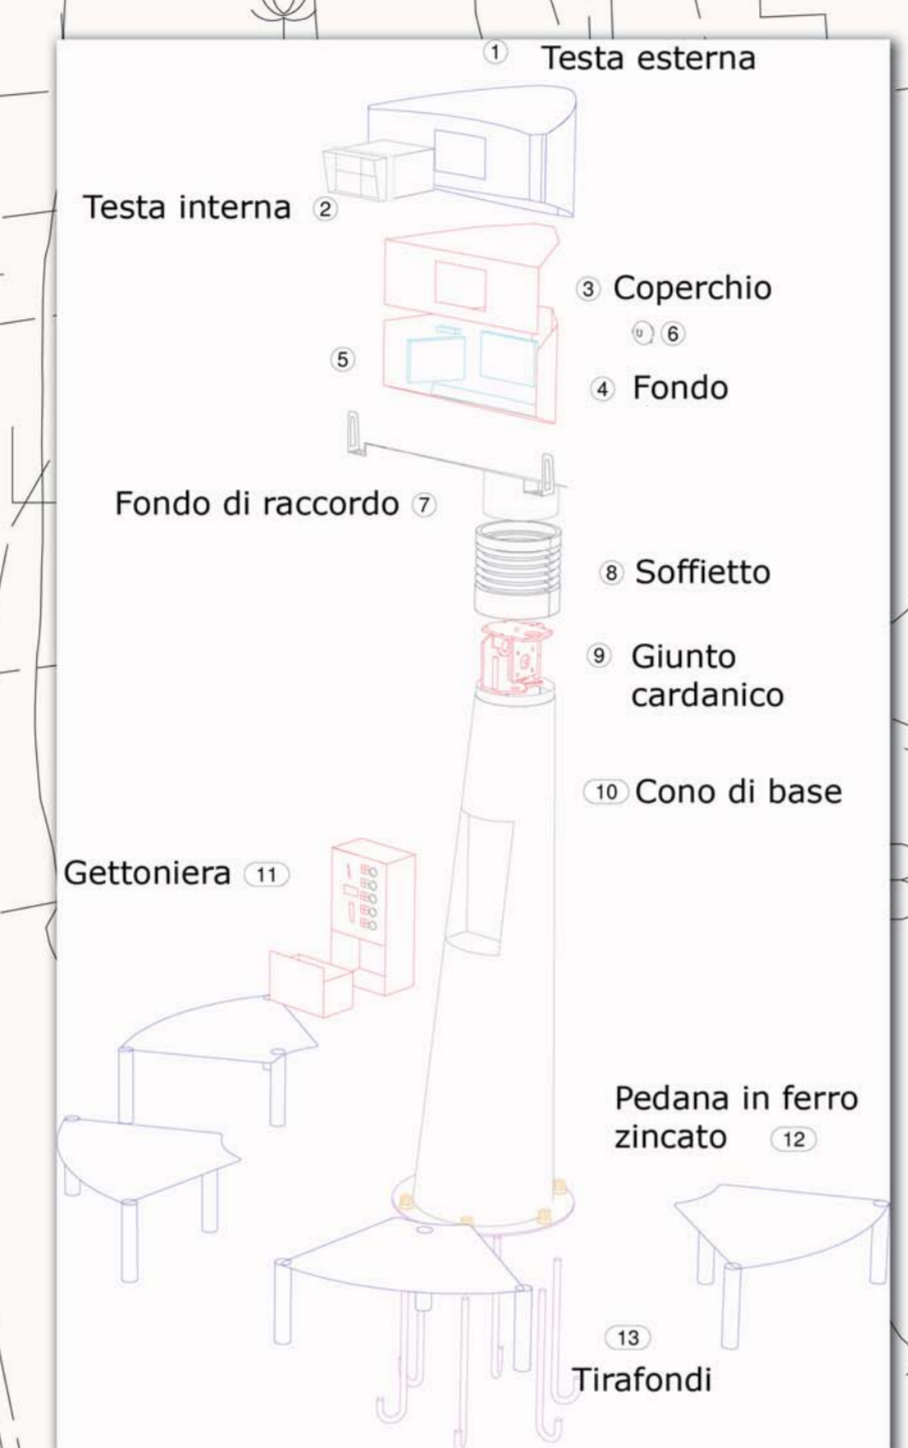 1 Testa esterna
Testa interna 2
3 Coperchio
6
5
4 Fondo
Fondo di raccordo 7
8 Soffietto
9 Giunto
cardanico
10 Cono di base
Gettoniera 11
Pedana in ferro
zincato 12
13
Tirafondi